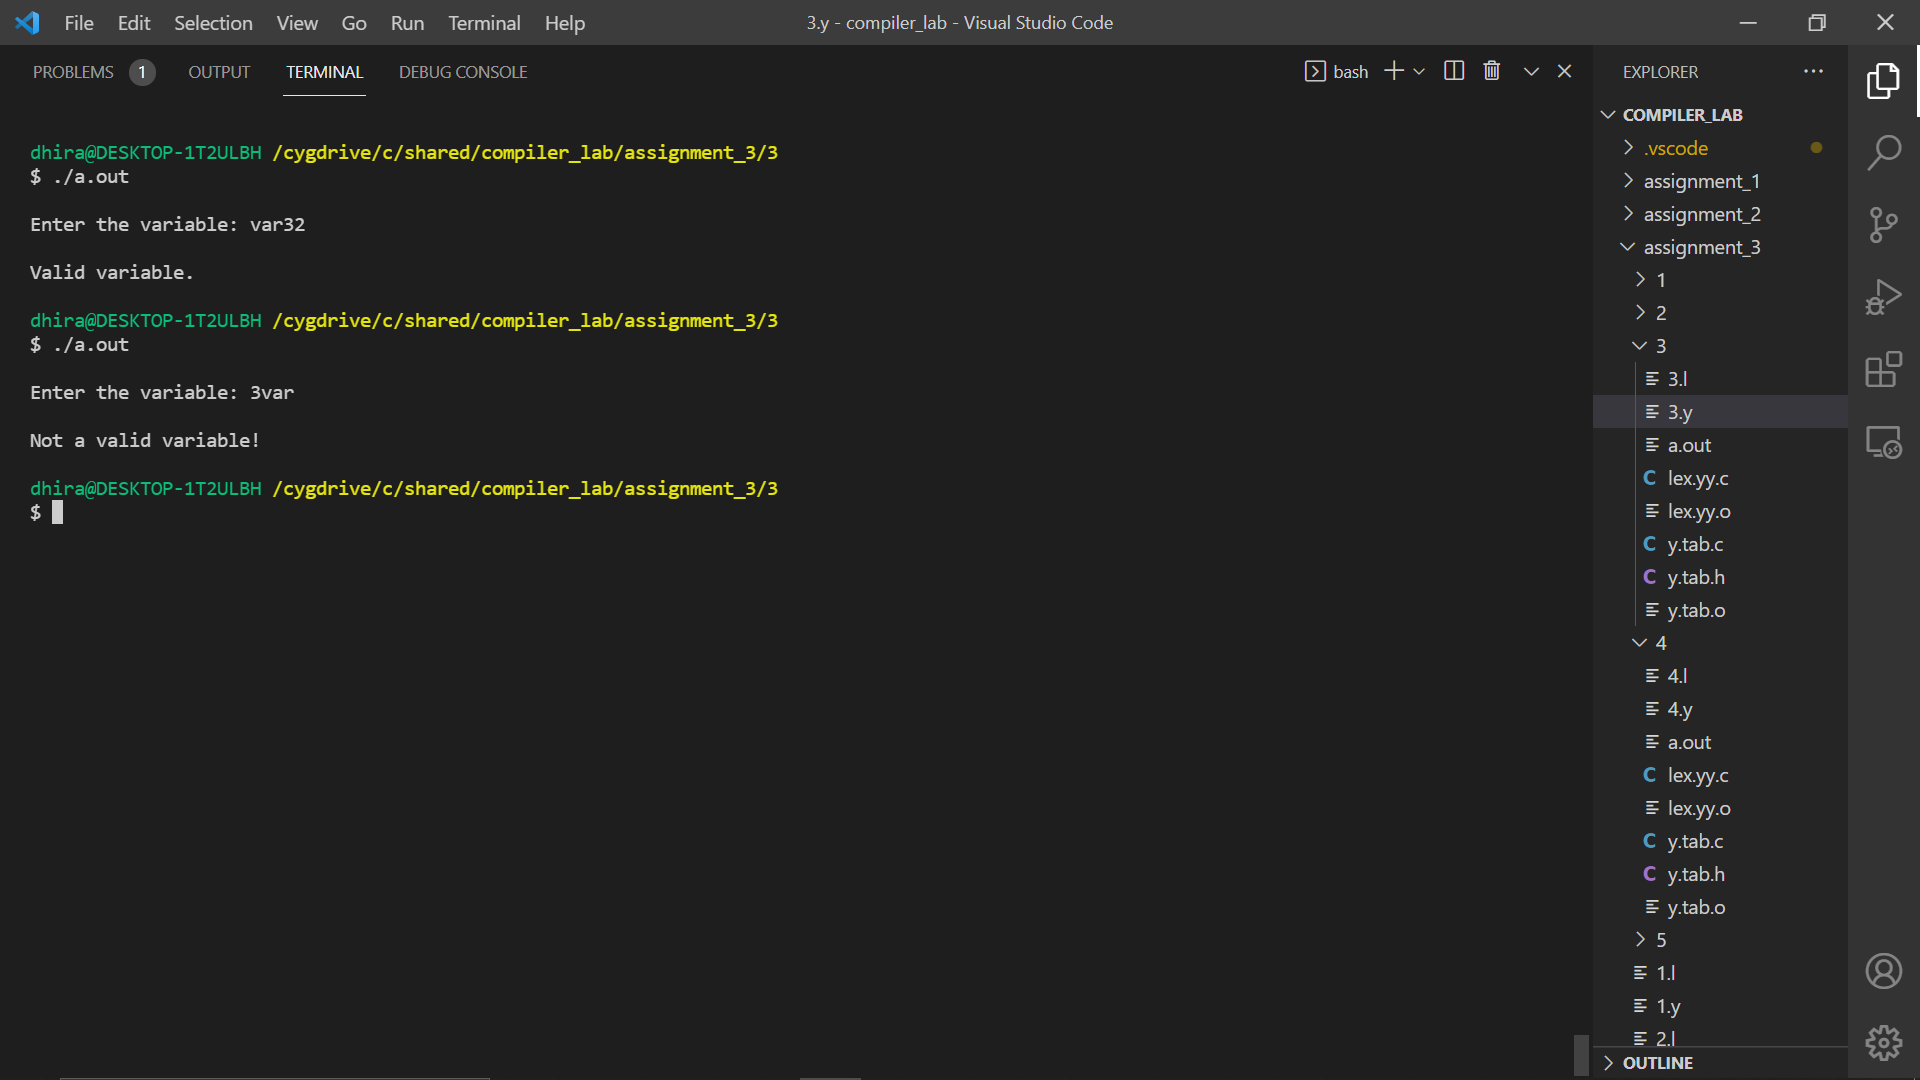 File Edit Selection View Go Run Terminal Help
3.y - compiler_lab - Visual Studio Code
PROBLEMS 1 OUTPUT TERMINAL DEBUG CONSOLE
bash
dhira@DESKTOP-1T2ULBH /cygdrive/c/shared/compiler_lab/assignment_3/3
$ ./a.out
Enter the variable: var32
Valid variable.
dhira@DESKTOP-1T2ULBH /cygdrive/c/shared/compiler_lab/assignment_3/3
$ ./a.out
Enter the variable: 3var
Not a valid variable!
dhira@DESKTOP-1T2ULBH /cygdrive/c/shared/compiler_lab/assignment_3/3
$
EXPLORER
COMPILER_LAB
.vscode
assignment_1
assignment_2
assignment_3
1
2
3
3.l
3.y
a.out
C lex.yy.c
lex.yy.o
C y.tab.c
C y.tab.h
y.tab.o
4
4.l
4.y
a.out
C lex.yy.c
lex.yy.o
C y.tab.c
C y.tab.h
y.tab.o
5
1.l
1.y
2.l
OUTLINE